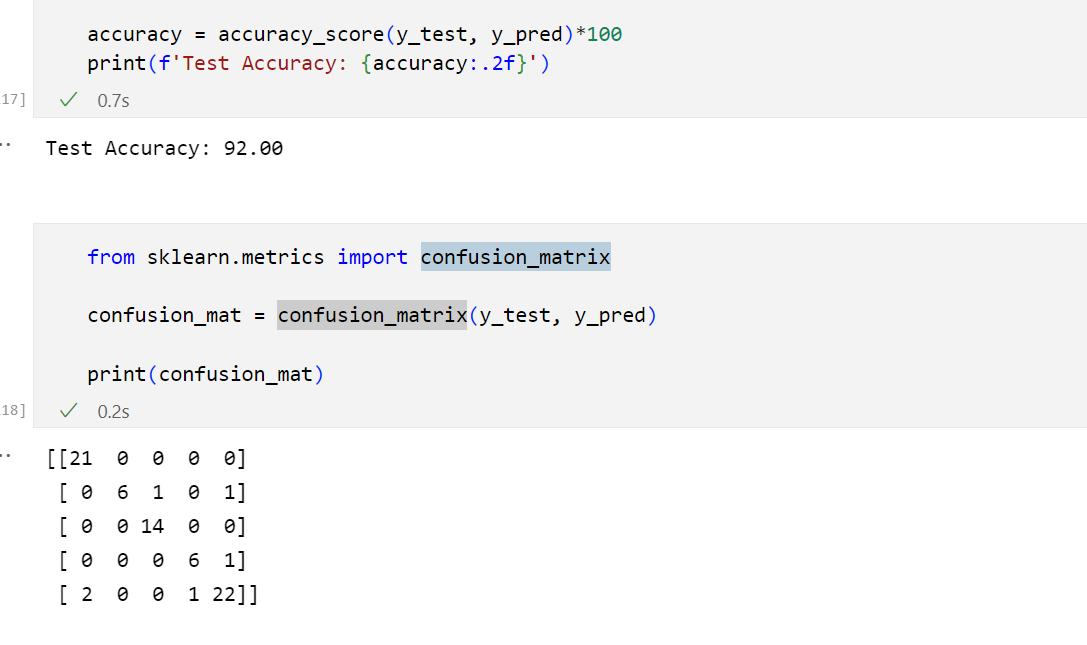 accuracy = accuracy_score(y_test, y_pred)*100
print(f'Test Accuracy: {accuracy:.2f}')
17]
0.7s
Test Accuracy: 92.00
from sklearn.metrics import confusion_matrix
confusion_mat = confusion_matrix(y_test, y_pred)
print(confusion_mat)
18]
0.2s
[[21 0 0 0 0]
[ 0 6 1 0 1]
[ 0 0 14 0 0]
[ 0 0 0 6 1]
[ 2 0 0 1 22]]